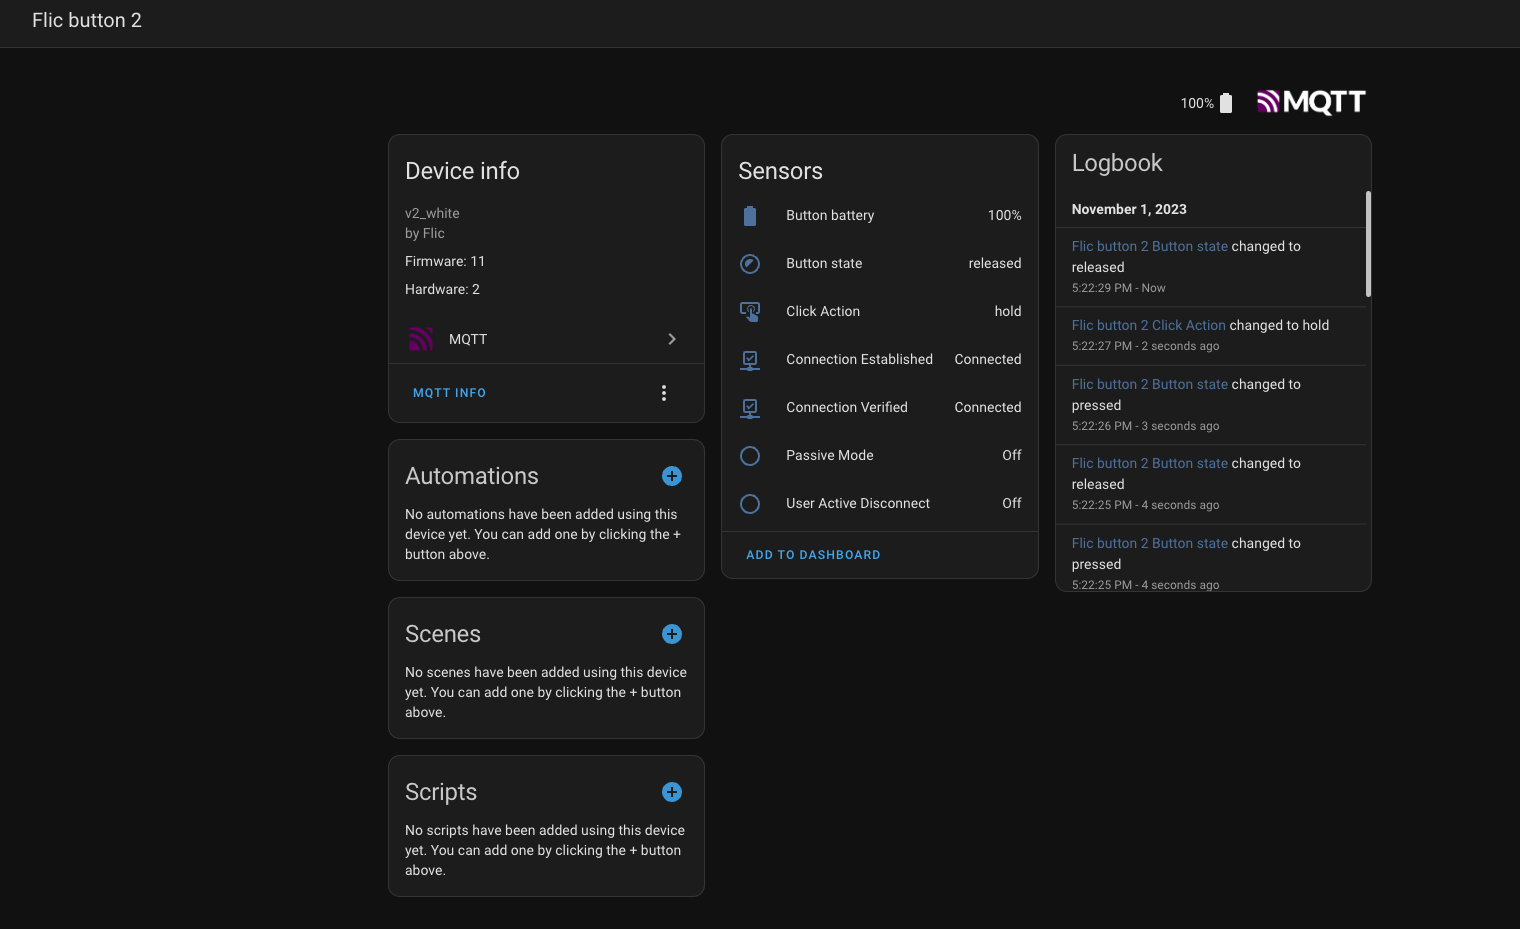 Flic button 2
100%
MQTT
Device info
v2_white
by Flic
Firmware: 11
Hardware: 2
MQTT
MQTT INFO
Automations
No automations have been added using this
device yet. You can add one by clicking the +
button above.
Scenes
No scenes have been added using this device
yet. You can add one by clicking the + button
above.
Scripts
No scripts have been added using this device
yet. You can add one by clicking the + button
above.
Sensors
Button battery 100%
Button state released
Click Action hold
Connection Established Connected
Connection Verified Connected
Passive Mode Off
User Active Disconnect Off
ADD TO DASHBOARD
Logbook
November 1, 2023
Flic button 2 Button state changed to
released
5:22:29 PM - Now
Flic button 2 Click Action changed to hold
5:22:27 PM - 2 seconds ago
Flic button 2 Button state changed to
pressed
5:22:26 PM - 3 seconds ago
Flic button 2 Button state changed to
released
5:22:25 PM - 4 seconds ago
Flic button 2 Button state changed to
pressed
5:22:25 PM - 4 seconds ago